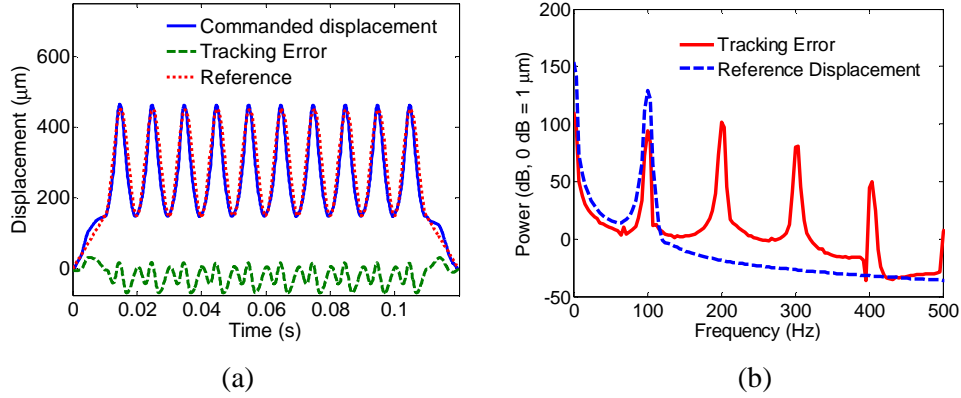 600
400
200
0
Displacement (μm)
Commanded displacement
Tracking Error
Reference
0 0.02 0.04 0.06 0.08 0.1
Time (s)
(a)
200
150
100
50
0
-50
Power (dB, 0 dB = 1 μm)
Tracking Error
Reference Displacement
0 100 200 300 400 500
Frequency (Hz)
(b)